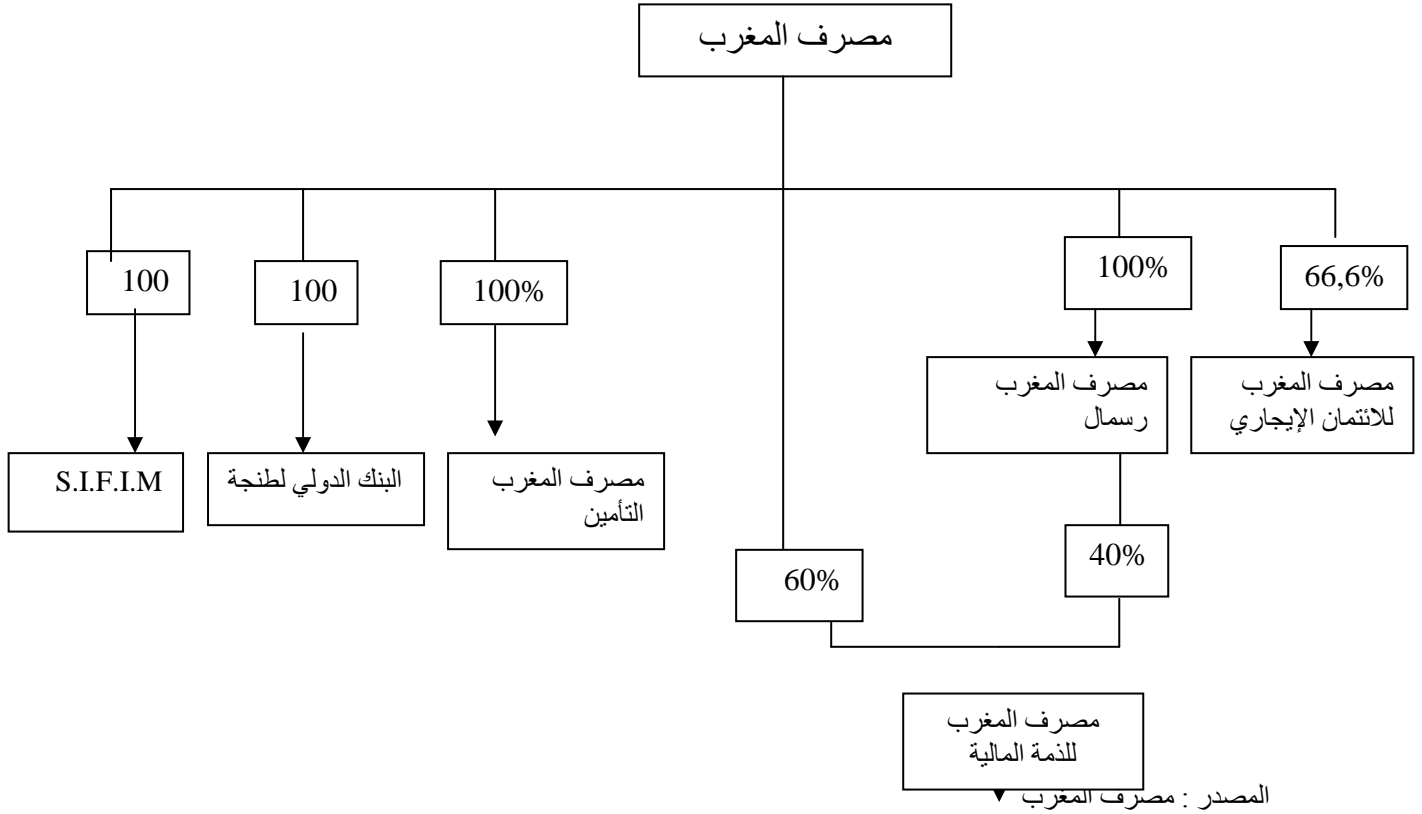 مصرف المغرب
66,6%
100%
100%
100
100
مصرف المغرب
للائتمان الإيجاري
مصرف المغرب
رسمال
مصرف المغرب
التأمين
البنك الدولي لطنجة
S.I.F.I.M
40%
60%
مصرف المغرب
للذمة المالية
المصدر : مصرف المغرب